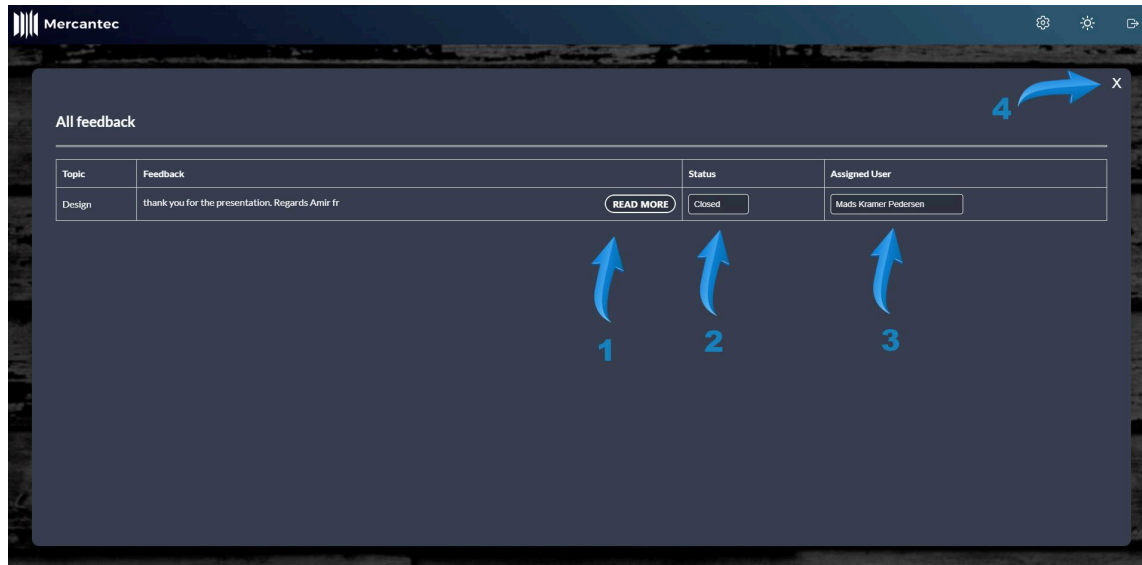 Mercantec
X
4
All feedback
Topic Feedback Status Assigned User
Design thank you for the presentation. Regards Amir fr READ MORE Closed Mads Kramer Pedersen
1 2 3